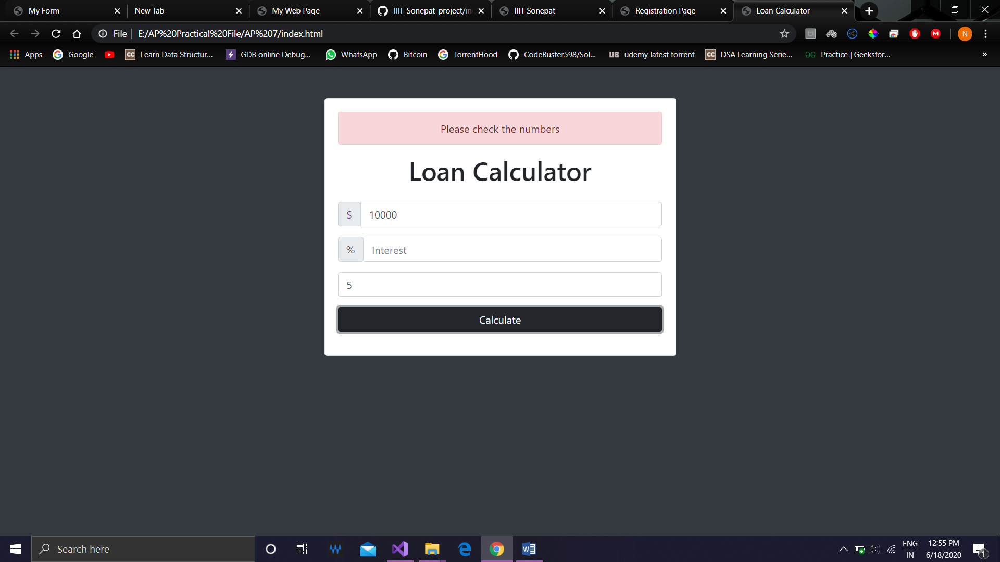 My Form
New Tab
My Web Page
IIIT-Sonepat-project/in
IIIT Sonepat
Registration Page
Loan Calculator
File | E:/AP%20Practical%20File/AP%207/index.html
N
Apps
Google
Learn Data Structur...
GDB online Debug...
WhatsApp
Bitcoin
TorrentHood
CodeBuster598/Sol...
udemy latest torrent
DSA Learning Serie...
Practice | Geeksfor...
»
Please check the numbers
Loan Calculator
$ 10000
% Interest
5
Calculate
Search here
ENG
IN
12:55 PM
6/18/2020
1